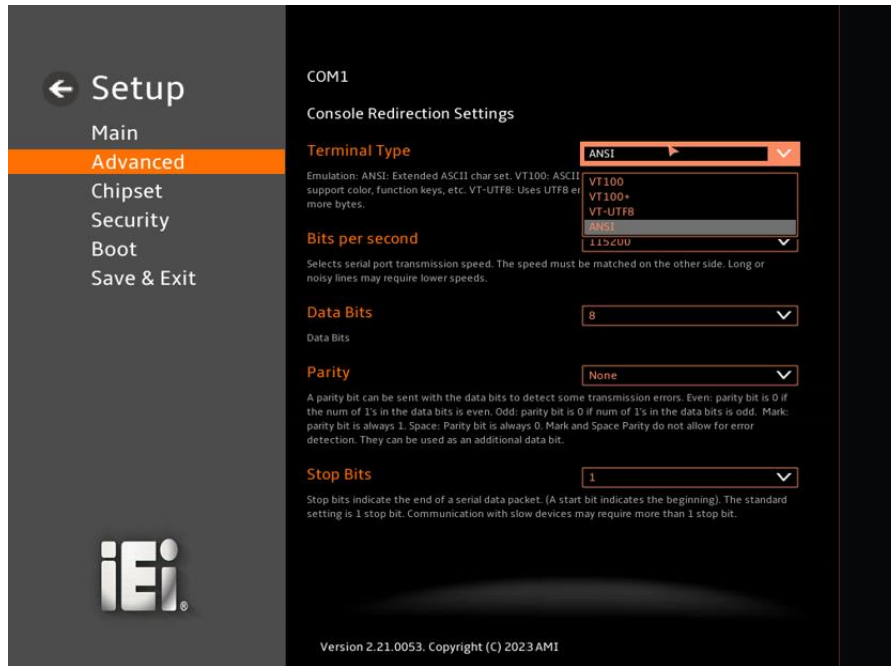 Setup
Main
Advanced
Chipset
Security
Boot
Save & Exit
iEi®
COM1
Console Redirection Settings
Terminal Type
ANSI
Emulation: ANSI: Extended ASCII char set. VT100: ASCII
support color, function keys, etc. VT-UTF8: Uses UTF8
more bytes.
VT100
VT100+
VT-UTF8
ANSI
Bits per second
115200
Selects serial port transmission speed. The speed must be matched on the other side. Long or
noisy lines may require lower speeds.
Data Bits
8
Data Bits
Parity
None
A parity bit can be sent with the data bits to detect some transmission errors. Even: parity bit is 0 if
the num of 1's in the data bits is even. Odd: parity bit is 0 if num of 1's in the data bits is odd. Mark:
parity bit is always 1. Space: Parity bit is always 0. Mark and Space Parity do not allow for error
detection. They can be used as an additional data bit.
Stop Bits
1
Stop bits indicate the end of a serial data packet. (A start bit indicates the beginning). The standard
setting is 1 stop bit. Communication with slow devices may require more than 1 stop bit.
Version 2.21.0053. Copyright (C) 2023 AMI